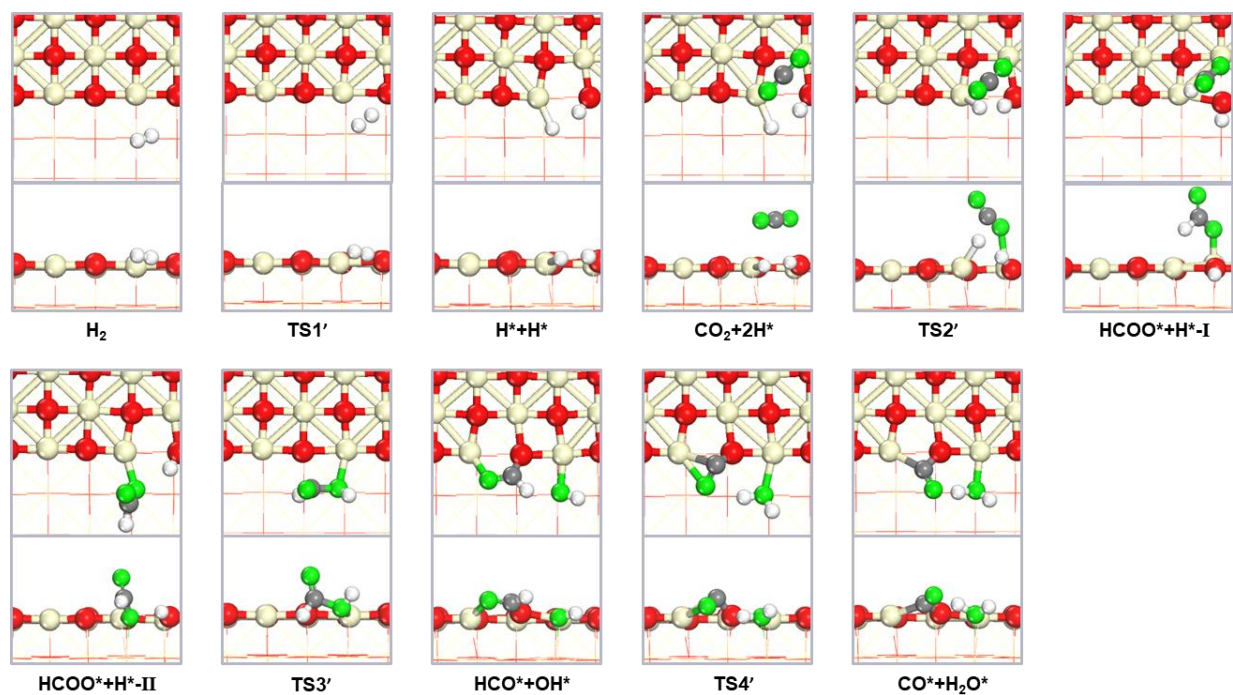 H₂ TS1′ H*+H* CO₂+2H* TS2′ HCOO*+H*-I
HCOO*+H*-II TS3′ HCO*+OH* TS4′ CO*+H₂O*